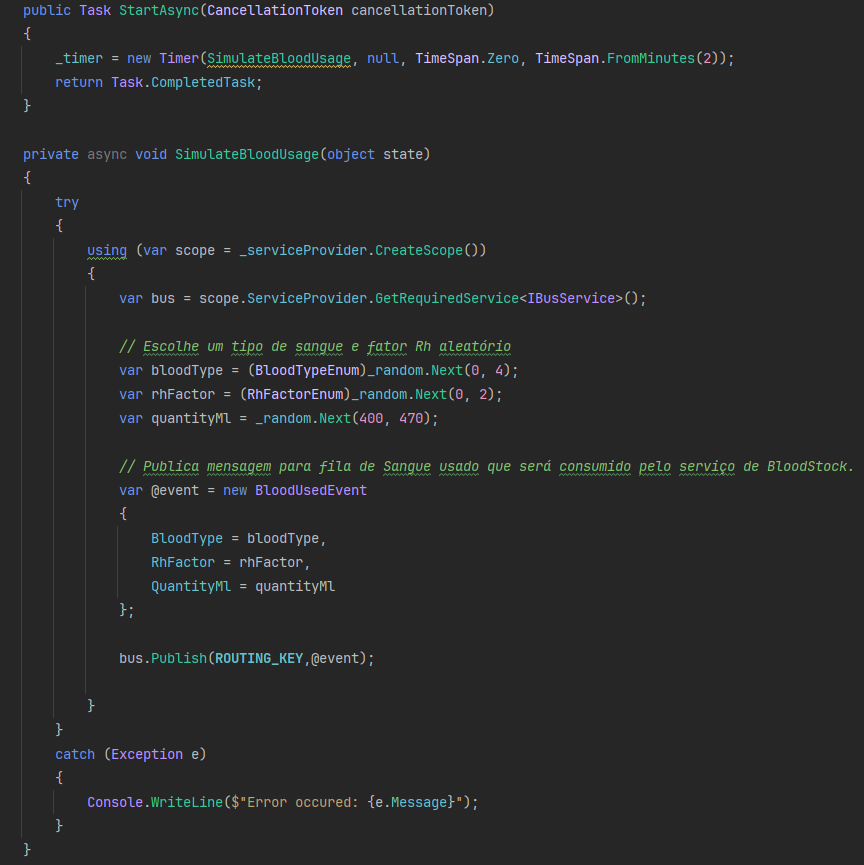 public Task StartAsync(CancellationToken cancellationToken)
{
    _timer = new Timer(SimulateBloodUsage, null, TimeSpan.Zero, TimeSpan.FromMinutes(2));
    return Task.CompletedTask;
}
private async void SimulateBloodUsage(object state)
{
    try
    {
        using (var scope = _serviceProvider.CreateScope())
        {
            var bus = scope.ServiceProvider.GetRequiredService<IBusService>();
            // Escolhe um tipo de sangue e fator Rh aleatório
            var bloodType = (BloodTypeEnum)_random.Next(0, 4);
            var rhFactor = (RhFactorEnum)_random.Next(0, 2);
            var quantityMl = _random.Next(400, 470);
            // Publica mensagem para fila de Sangue usado que será consumido pelo serviço de BloodStock.
            var @event = new BloodUsedEvent
            {
                BloodType = bloodType,
                RhFactor = rhFactor,
                QuantityMl = quantityMl
            };
            bus.Publish(ROUTING_KEY,@event);
        }
    }
    catch (Exception e)
    {
        Console.WriteLine($"Error occured: {e.Message}");
    }
}